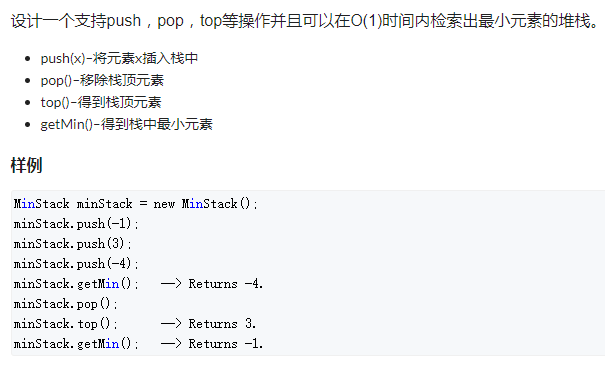 设计一个支持push，pop，top等操作并且可以在O(1)时间内检索出最小元素的堆栈。
• push(x)–将元素x插入栈中
• pop()–移除栈顶元素
• top()–得到栈顶元素
• getMin()–得到栈中最小元素
样例
MinStack minStack = new MinStack();
minStack.push(-1);
minStack.push(3);
minStack.push(-4);
minStack.getMin();   --> Returns -4.
minStack.pop();
minStack.top();      --> Returns 3.
minStack.getMin();   --> Returns -1.